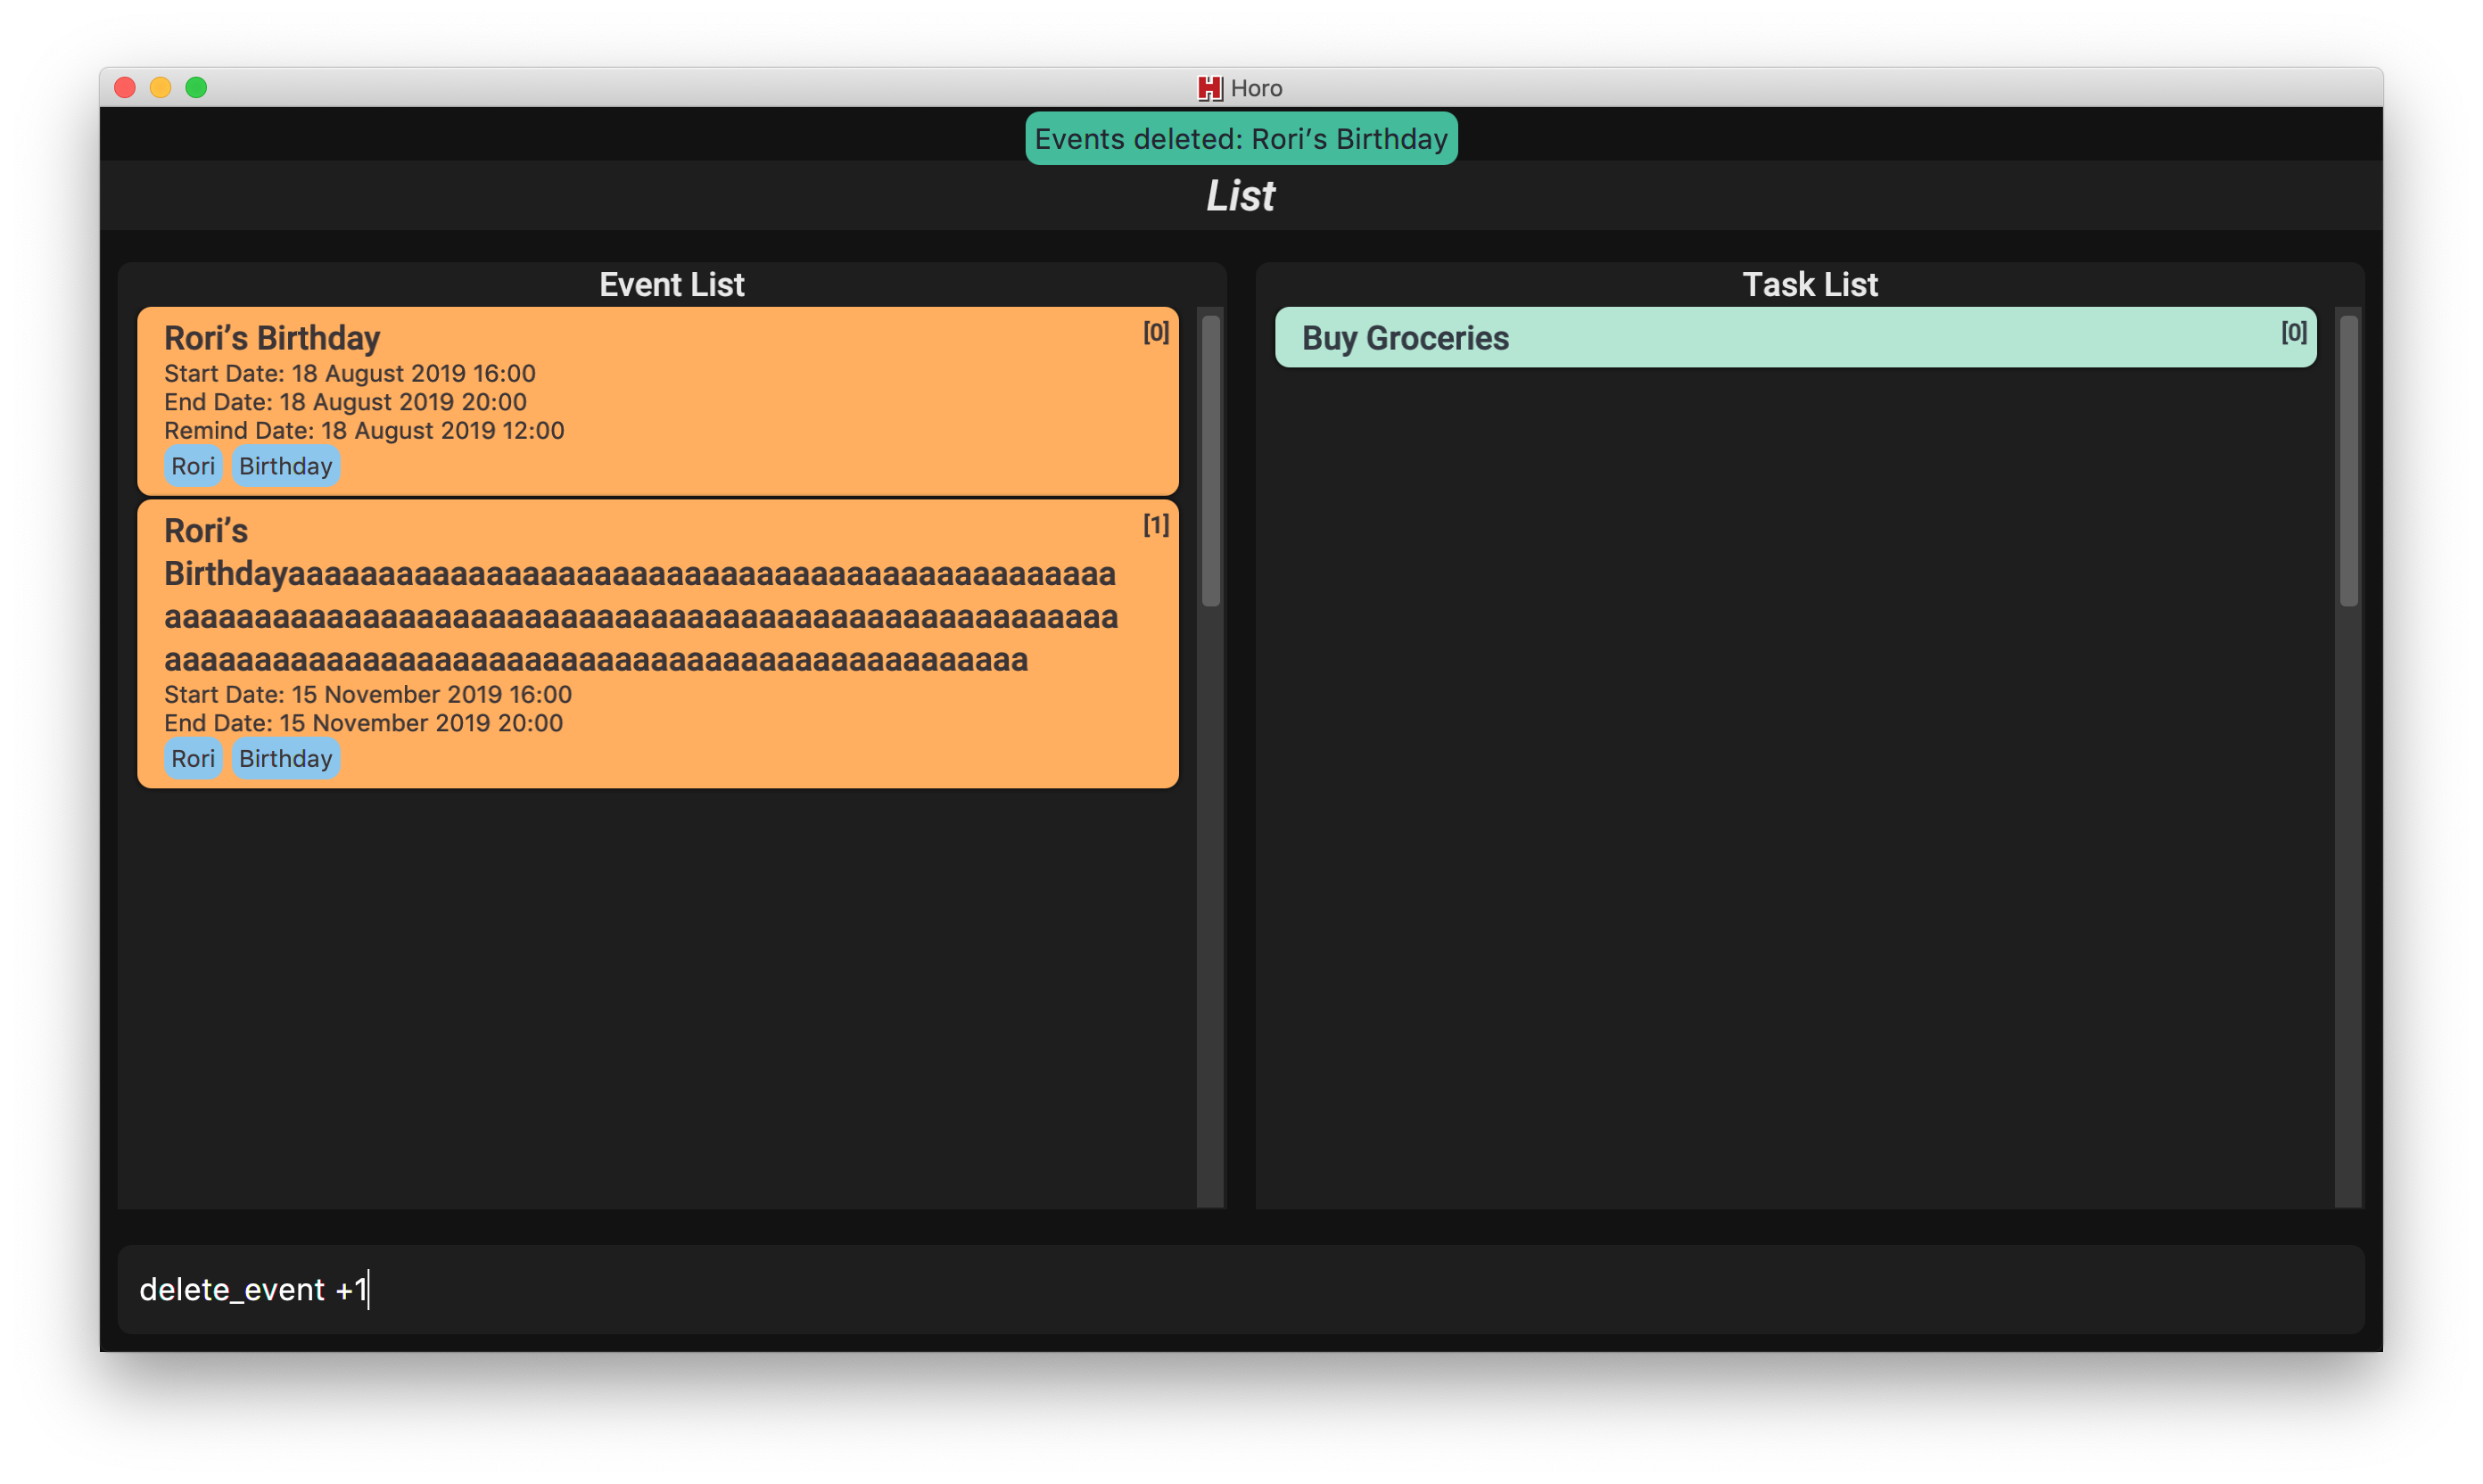 Horo
Events deleted: Rori’s Birthday
List
Event List
Rori’s Birthday
[0]
Start Date: 18 August 2019 16:00
End Date: 18 August 2019 20:00
Remind Date: 18 August 2019 12:00
Rori Birthday
Rori’s
[1]
Birthdayaaaaaaaaaaaaaaaaaaaaaaaaaaaaaaaaaaaaaaaaaaaaaa
aaaaaaaaaaaaaaaaaaaaaaaaaaaaaaaaaaaaaaaaaaaaaaaaaaaaa
aaaaaaaaaaaaaaaaaaaaaaaaaaaaaaaaaaaaaaaaaaaaaaaa
Start Date: 15 November 2019 16:00
End Date: 15 November 2019 20:00
Rori Birthday
Task List
Buy Groceries
[0]
delete_event +1